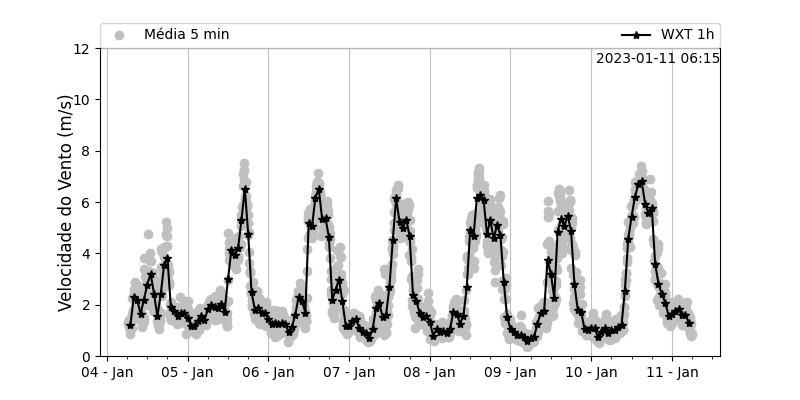 Média 5 min
WXT 1h
2023-01-11 06:15
Velocidade do Vento (m/s)
12
10
8
6
4
2
0
04 - Jan
05 - Jan
06 - Jan
07 - Jan
08 - Jan
09 - Jan
10 - Jan
11 - Jan